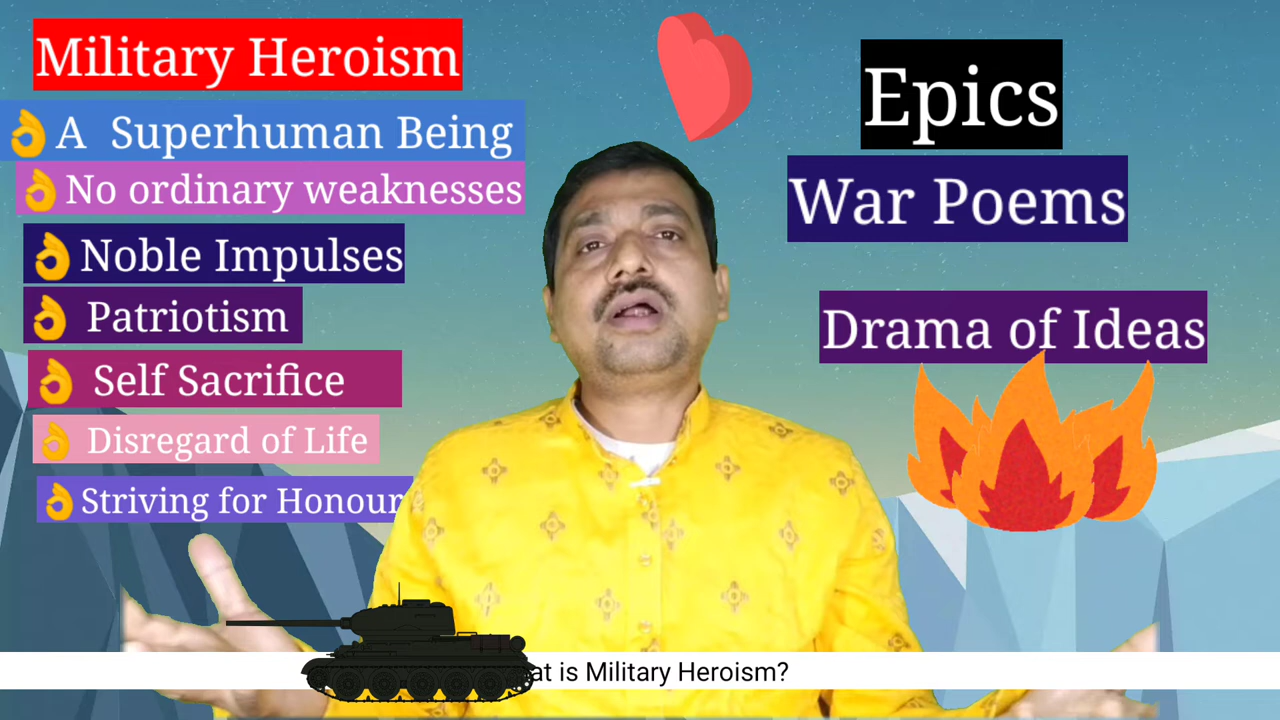 Military Heroism
👌A Superhuman Being
👌No ordinary weaknesses
👌Noble Impulses
👌 Patriotism
👌 Self Sacrifice
👌 Disregard of Life
👌Striving for Honour
Epics
War Poems
Drama of Ideas
is Military Heroism?